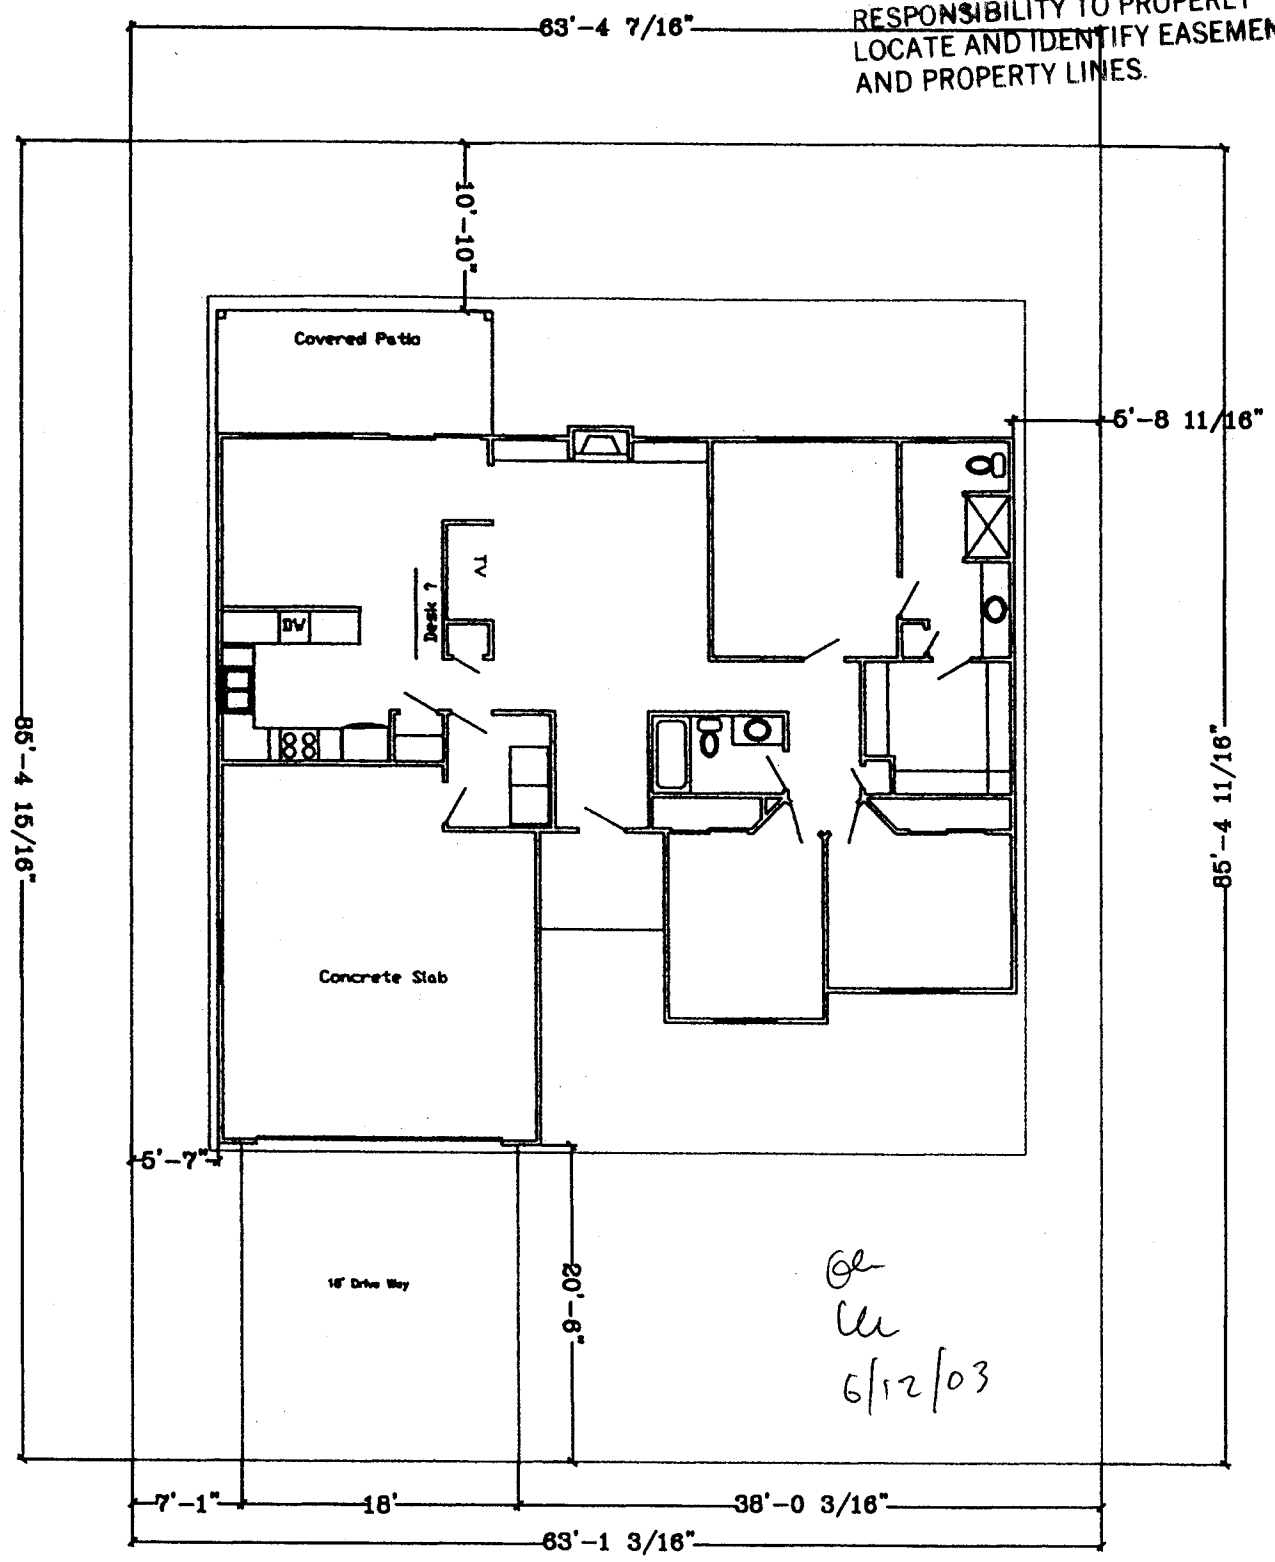 RESPONSIBILITY TO PROPERLY
63'-4 7/16"
LOCATE AND IDENTIFY EASEMEN
AND PROPERTY LINES.
10'-10"
Covered Patio
5'-8 11/16"
TV
Desk ?
DW
85'-4 15/16"
85'-4 11/16"
Concrete Slab
5'-7"
18' Drive Way
20'-6"
6/12/03
7'-1"
18'
38'-0 3/16"
63'-1 3/16"